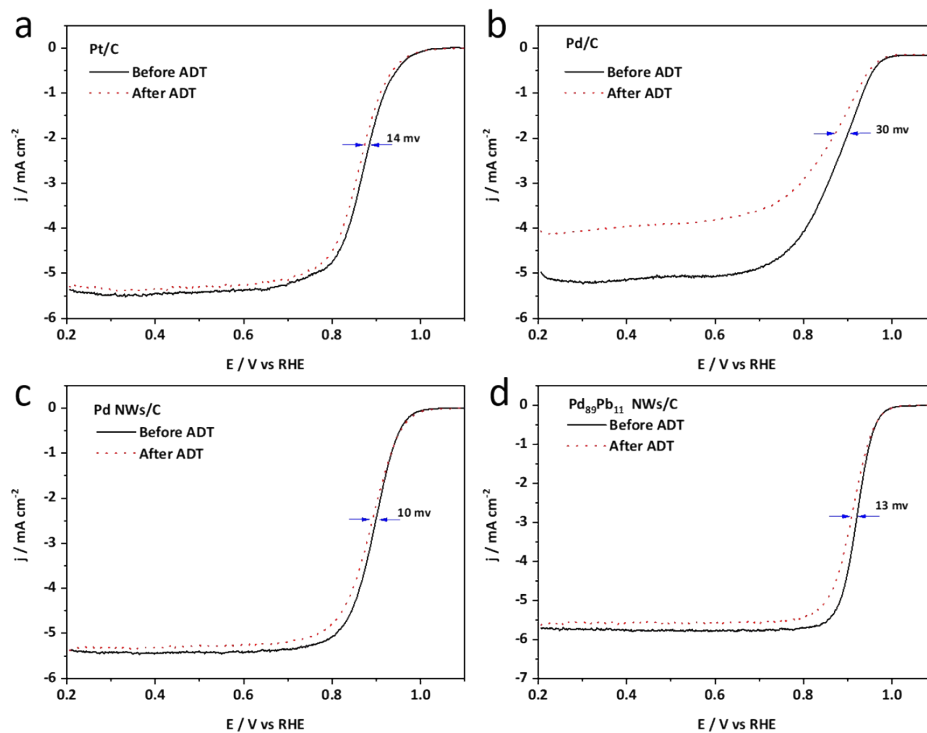 a
Pt/C
Before ADT
After ADT
14 mv
0
-1
-2
-3
-4
-5
-6
0.2 0.4 0.6 0.8 1.0
j / mA cm⁻²
E / V vs RHE
b
Pd/C
Before ADT
After ADT
30 mv
0
-1
-2
-3
-4
-5
-6
0.2 0.4 0.6 0.8 1.0
j / mA cm⁻²
E / V vs RHE
c
Pd NWs/C
Before ADT
After ADT
10 mv
0
-1
-2
-3
-4
-5
-6
0.2 0.4 0.6 0.8 1.0
j / mA cm⁻²
E / V vs RHE
d
Pd₈₉Pb₁₁ NWs/C
Before ADT
After ADT
13 mv
0
-1
-2
-3
-4
-5
-6
-7
0.2 0.4 0.6 0.8 1.0
j / mA cm⁻²
E / V vs RHE